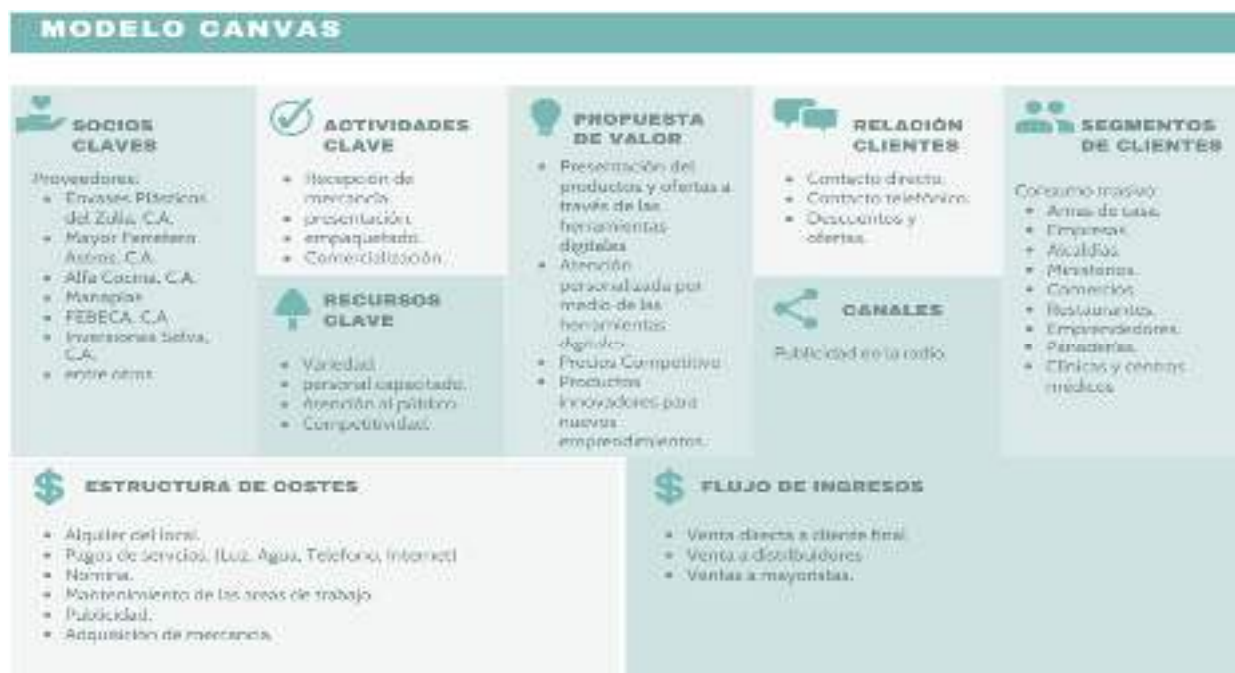 MODELO CANVAS
SOCIOS
CLAVES
Proveedores:
• Envases Plásticos
del Zulia, C.A.
• Mayor Ferretero
Astros, C.A.
• Alfa Cocina, C.A.
• Manaplas
• FEBECA, C.A
• Inversiones Selva,
C.A.
• entre otros
ACTIVIDADES
CLAVE
• Recepción de
mercancía.
• presentación.
• empaquetado.
• Comercialización.
RECURSOS
CLAVE
• Variedad
• personal capacitado.
• Atención al público
• Competitividad.
PROPUESTA
DE VALOR
• Presentación del
productos y ofertas a
través de las
herramientas
digitales
• Atención
personalizada por
medio de las
herramientas
digitales.
• Precios Competitivo
• Productos
innovadores para
nuevos
emprendimientos.
RELACIÓN
CLIENTES
• Contacto directo.
• Contacto telefónico.
• Descuentos y
ofertas.
CANALES
Publicidad en la radio.
SEGMENTOS
DE CLIENTES
Consumo masivo:
• Amas de casa.
• Empresas
• Alcaldías
• Ministerios.
• Comercios
• Restaurantes.
• Emprendedores.
• Panaderías.
• Clínicas y centros
médicos
ESTRUCTURA DE COSTES
• Alquiler del local.
• Pagos de servicios. (Luz, Agua, Telefono, Internet)
• Nomina.
• Mantenimiento de las areas de trabajo
• Publicidad.
• Adquisición de mercancía.
FLUJO DE INGRESOS
• Venta directa a cliente final.
• Venta a distribuidores
• Ventas a mayoristas.